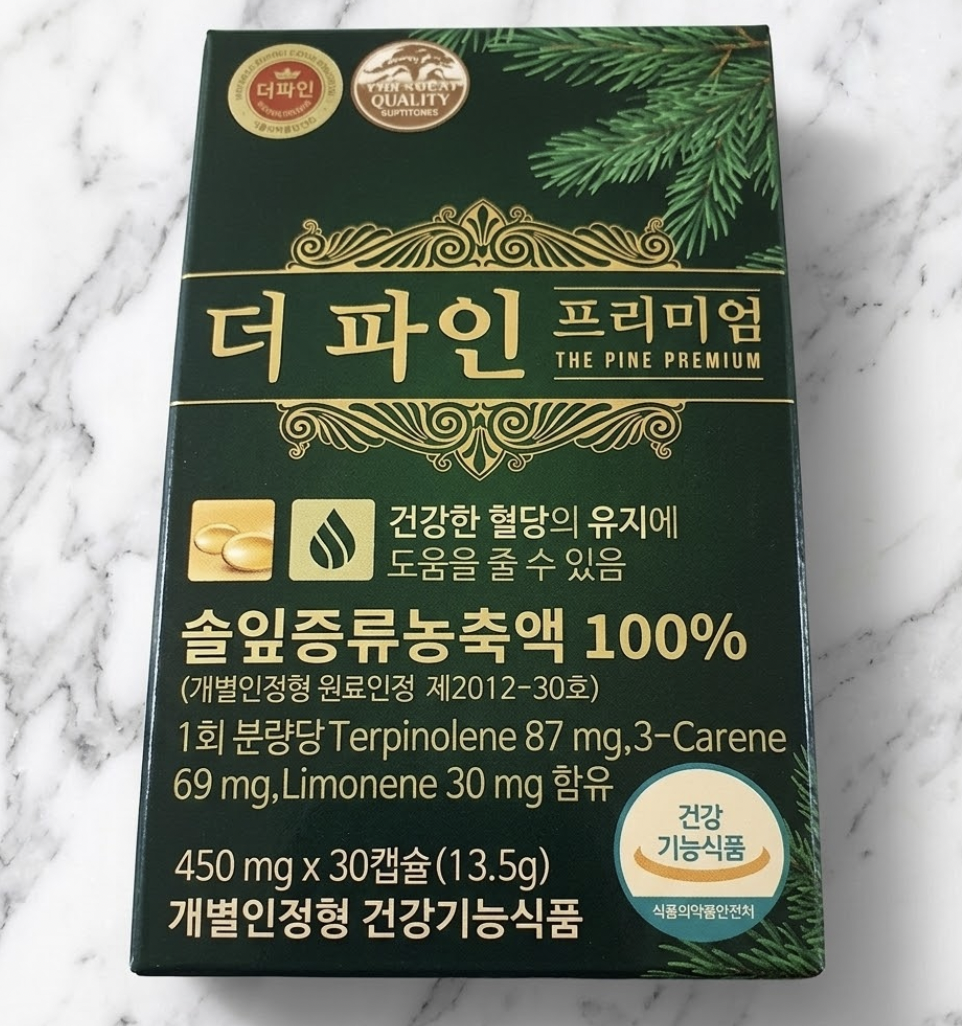 더파인
QUALITY
더 파인 프리미엄
THE PINE PREMIUM
건강한 혈당의 유지에
도움을 줄 수 있음
솔잎증류농축액 100%
(개별인정형 원료인정 제2012-30호)
1회 분량당 Terpinolene 87 mg,3-Carene
69 mg,Limonene 30 mg 함유
건강
기능식품
식품의약품안전처
450 mg x 30캡슐(13.5g)
개별인정형 건강기능식품